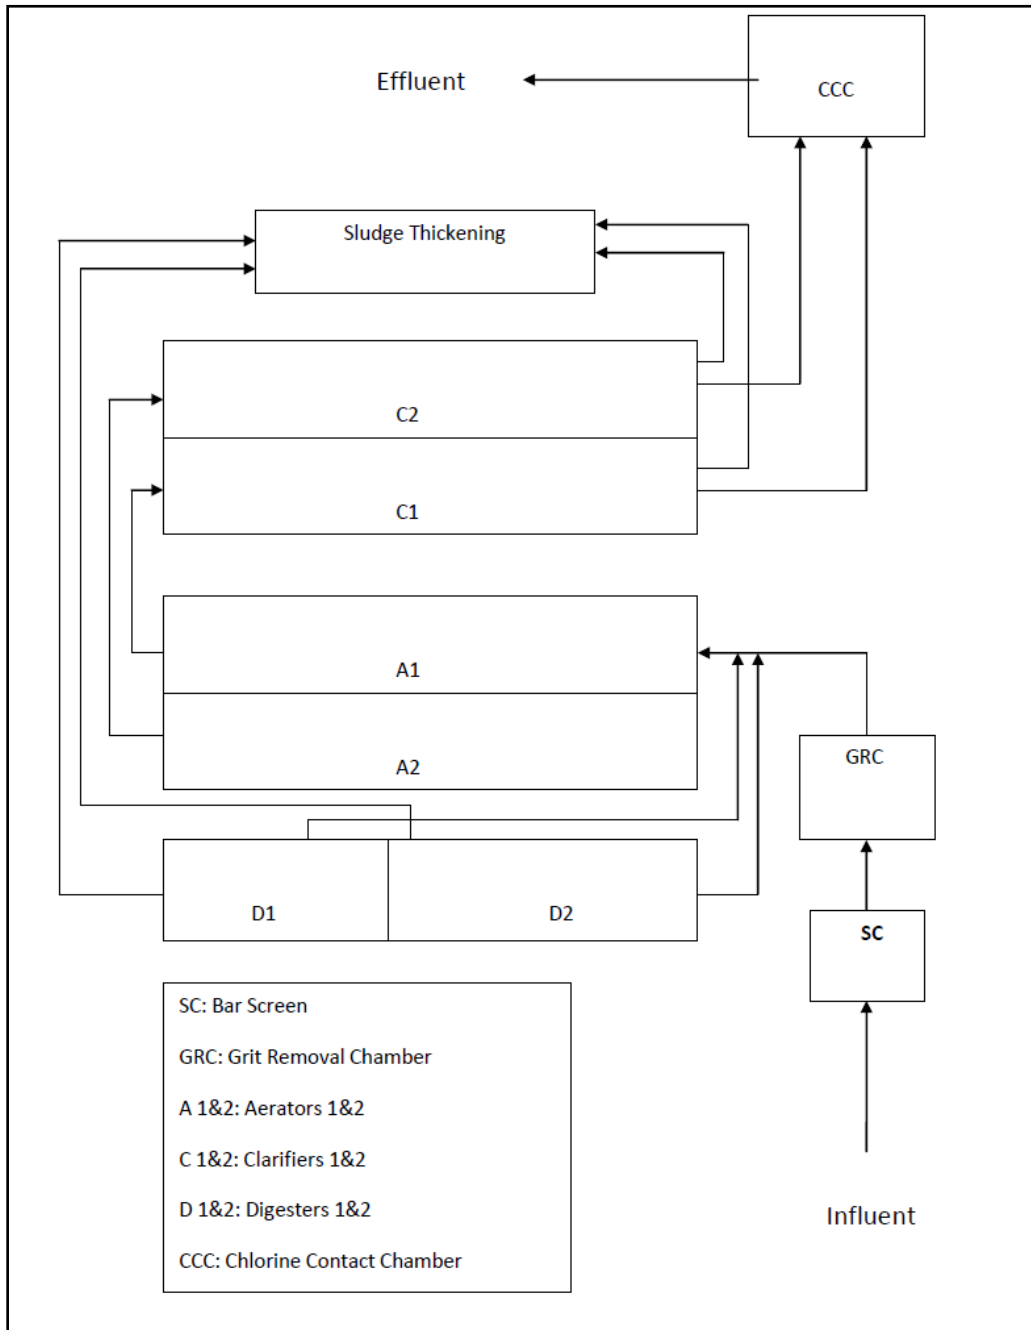 CCC
Effluent
Sludge Thickening
C2
C1
A1
A2
GRC
D1
D2
SC
SC: Bar Screen
GRC: Grit Removal Chamber
A 1&2: Aerators 1&2
C 1&2: Clarifiers 1&2
D 1&2: Digesters 1&2
CCC: Chlorine Contact Chamber
Influent